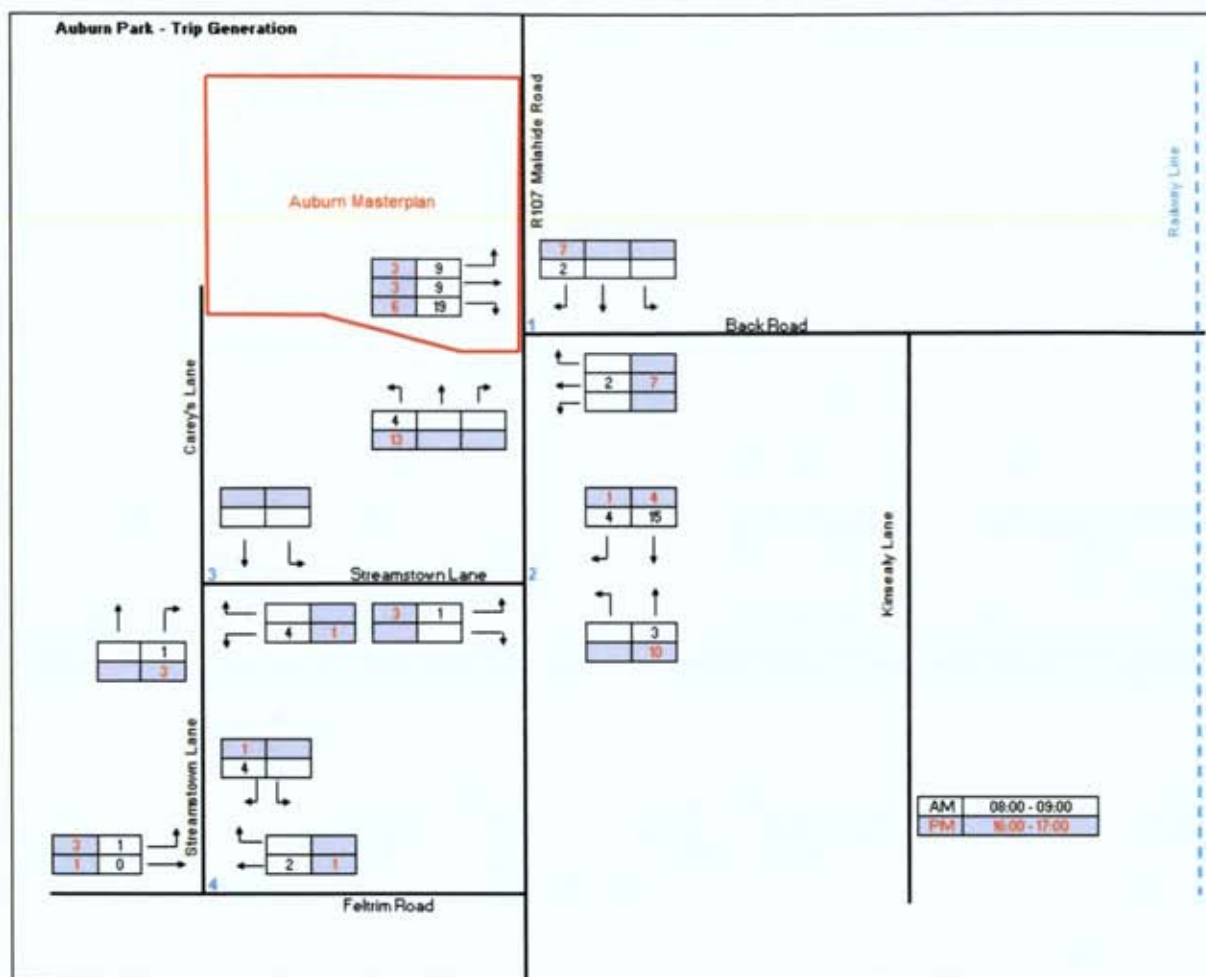 Auburn Park - Trip Generation
R107 Malahide Road
Railway Line
Auburn Masterplan
7
2
3 9
3 9
6 19
1
Back Road
2 7
Carey's Lane
4
13
1 4
4 15
Kinsealy Lane
3
Streamstown Lane
2
4 1
3 1
3
10
1
3
Streamstown Lane
1
4
AM 08:00 - 09:00
PM 16:00 - 17:00
3 1
1 0
2 1
4
Feltrim Road